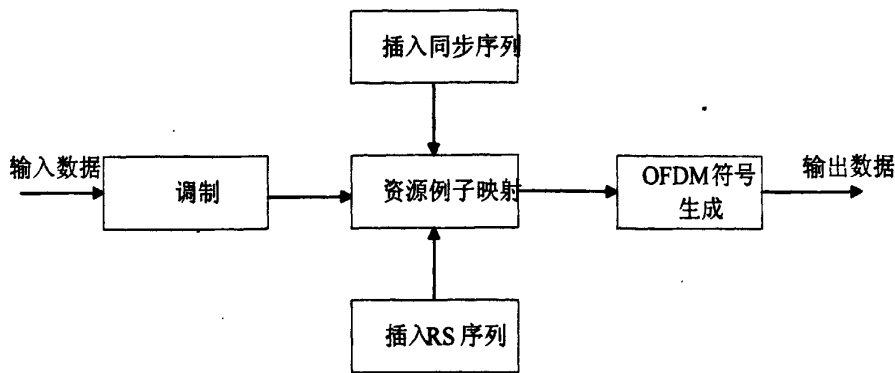 插入同步序列
输入数据
调制
资源例子映射
OFDM符号
生成
输出数据
插入RS 序列